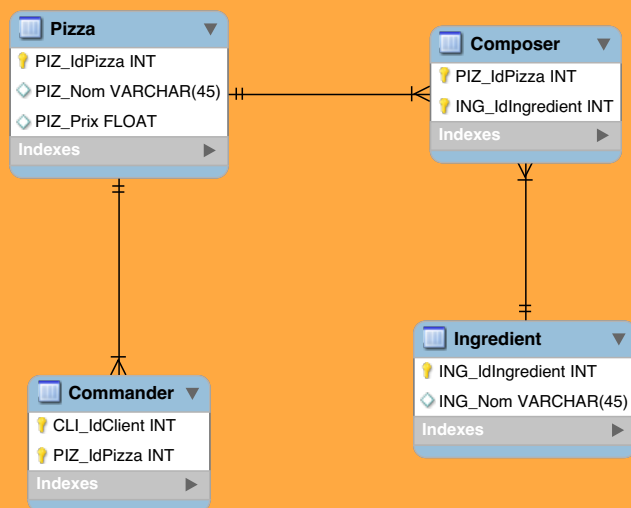 Pizza
PIZ_IdPizza INT
PIZ_Nom VARCHAR(45)
PIZ_Prix FLOAT
Indexes
Composer
PIZ_IdPizza INT
ING_IdIngredient INT
Indexes
Commander
CLI_IdClient INT
PIZ_IdPizza INT
Indexes
Ingredient
ING_IdIngredient INT
ING_Nom VARCHAR(45)
Indexes